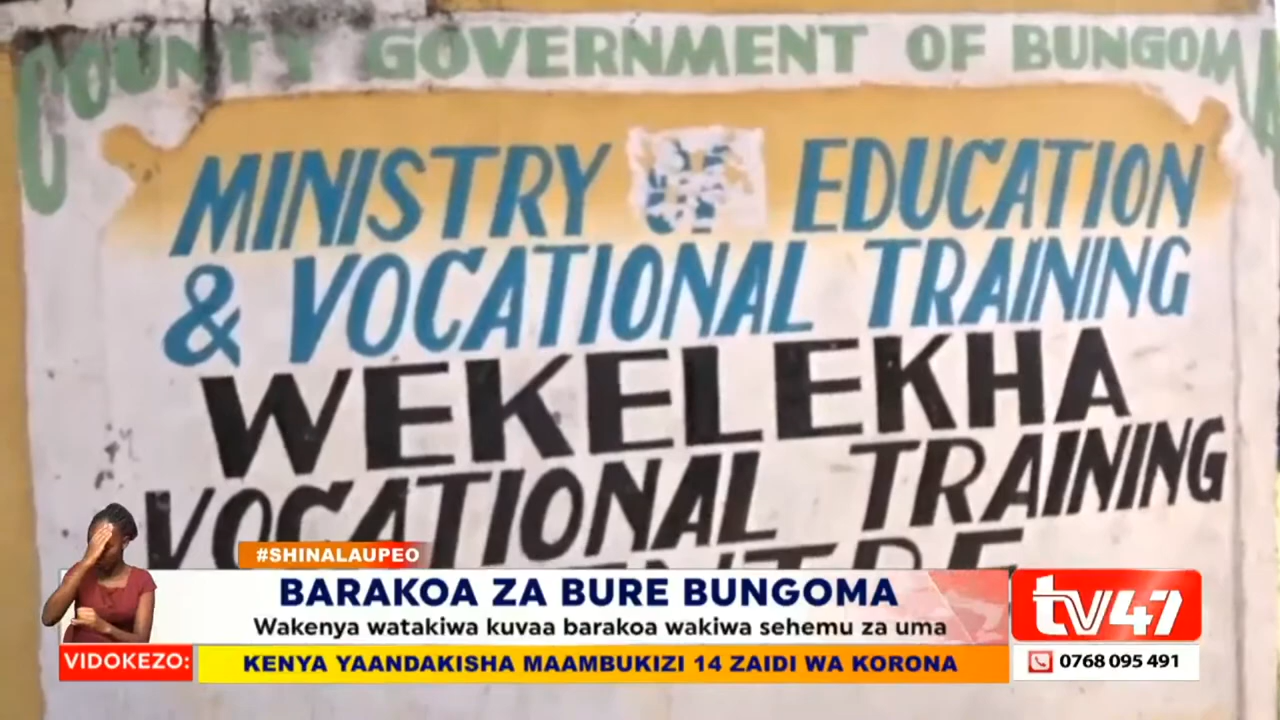 COUNTY GOVERNMENT OF BUNGOMA
MINISTRY OF EDUCATION
& VOCATIONAL TRAINING
WEKELEKHA
VOCATIONAL TRAINING
#SHINALAUPEO
BARAKOA ZA BURE BUNGOMA
Wakenya watakiwa kuvaa barakoa wakiwa sehemu za uma
tv47
VIDOKEZO:
KENYA YAANDAKISHA MAAMBUKIZI 14 ZAIDI WA KORONA
0768 095 491